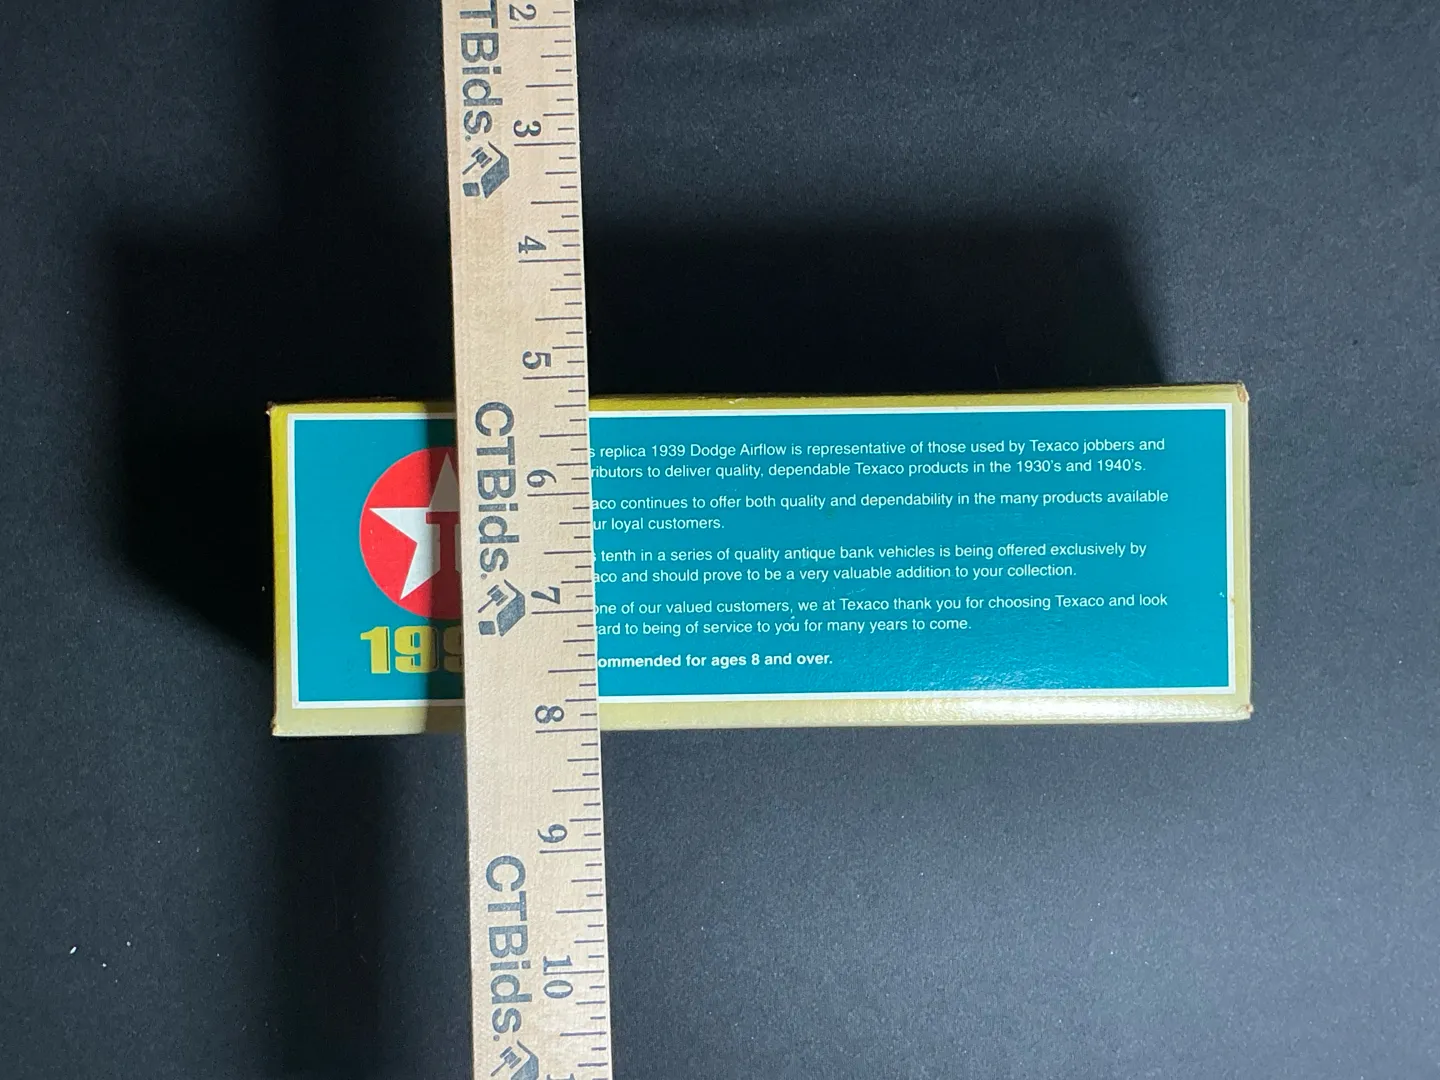 2
TBids.
3
4
5
CTBids.
6
7
8
9
CTBids.
10
1
T
199
s replica 1939 Dodge Airflow is representative of those used by Texaco jobbers and
ributors to deliver quality, dependable Texaco products in the 1930's and 1940's.
aco continues to offer both quality and dependability in the many products available
ur loyal customers.
s tenth in a series of quality antique bank vehicles is being offered exclusively by
aco and should prove to be a very valuable addition to your collection.
one of our valued customers, we at Texaco thank you for choosing Texaco and look
ard to being of service to you for many years to come.
ommended for ages 8 and over.